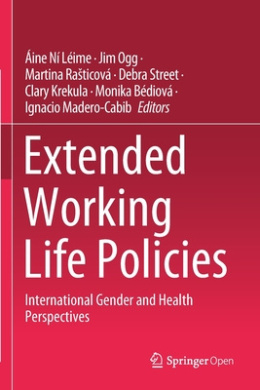 Áine Ní Léime · Jim Ogg ·
Martina Rašticová · Debra Street ·
Clary Krekula · Monika Bédiová ·
Ignacio Madero-Cabib Editors
Extended
Working
Life Policies
International Gender and Health
Perspectives
Springer Open